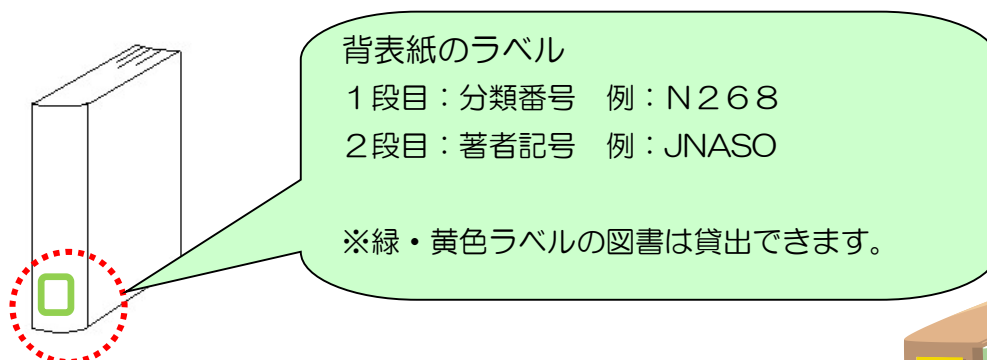 背表紙のラベル
１段目：分類番号　例：Ｎ２６８
２段目：著者記号　例：JNASO
※緑・黄色ラベルの図書は貸出できます。